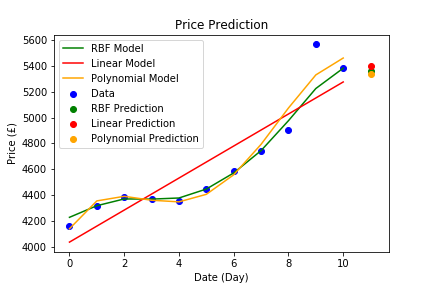 Price Prediction
5600
5400
5200
5000
4800
4600
4400
4200
4000
Price (£)
RBF Model
Linear Model
Polynomial Model
Data
RBF Prediction
Linear Prediction
Polynomial Prediction
0 2 4 6 8 10
Date (Day)